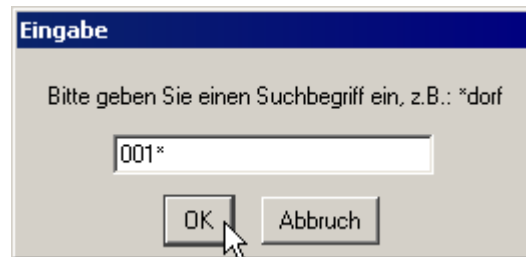 Eingabe
Bitte geben Sie einen Suchbegriff ein, z.B.: *dorf
001*
OK Abbruch